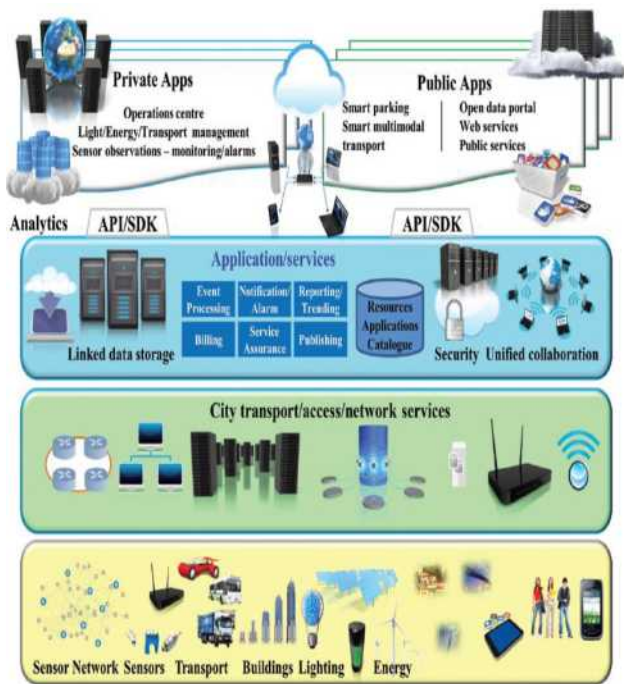 Private Apps
Operations centre
Light/Energy/Transport management
Sensor observations – monitoring/alarms
Public Apps
Smart parking
Smart multimodal
transport
Open data portal
Web services
Public services
Analytics
API/SDK
API/SDK
Application/services
Event
Processing
Notification/
Alarm
Reporting/
Trending
Billing
Service
Assurance
Publishing
Resources
Applications
Catalogue
Linked data storage
Security
Unified collaboration
City transport/access/network services
Sensor Network
Sensors
Transport
Buildings
Lighting
Energy